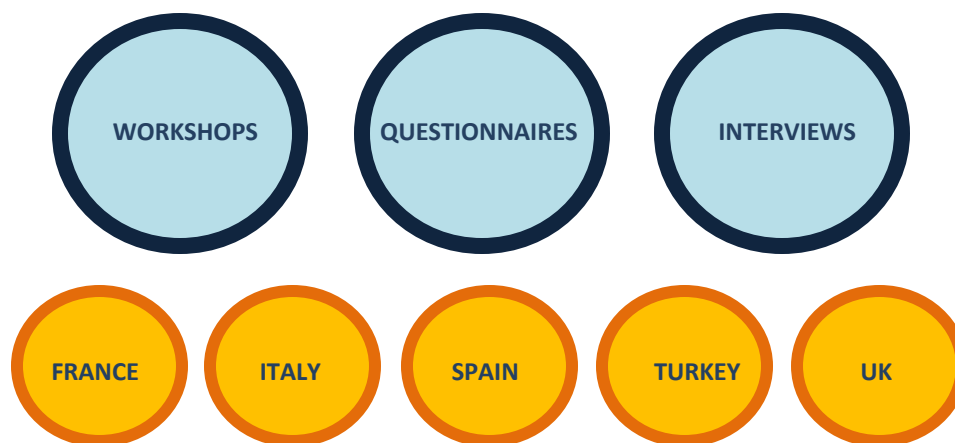 WORKSHOPS QUESTIONNAIRES INTERVIEWS
FRANCE ITALY SPAIN TURKEY UK